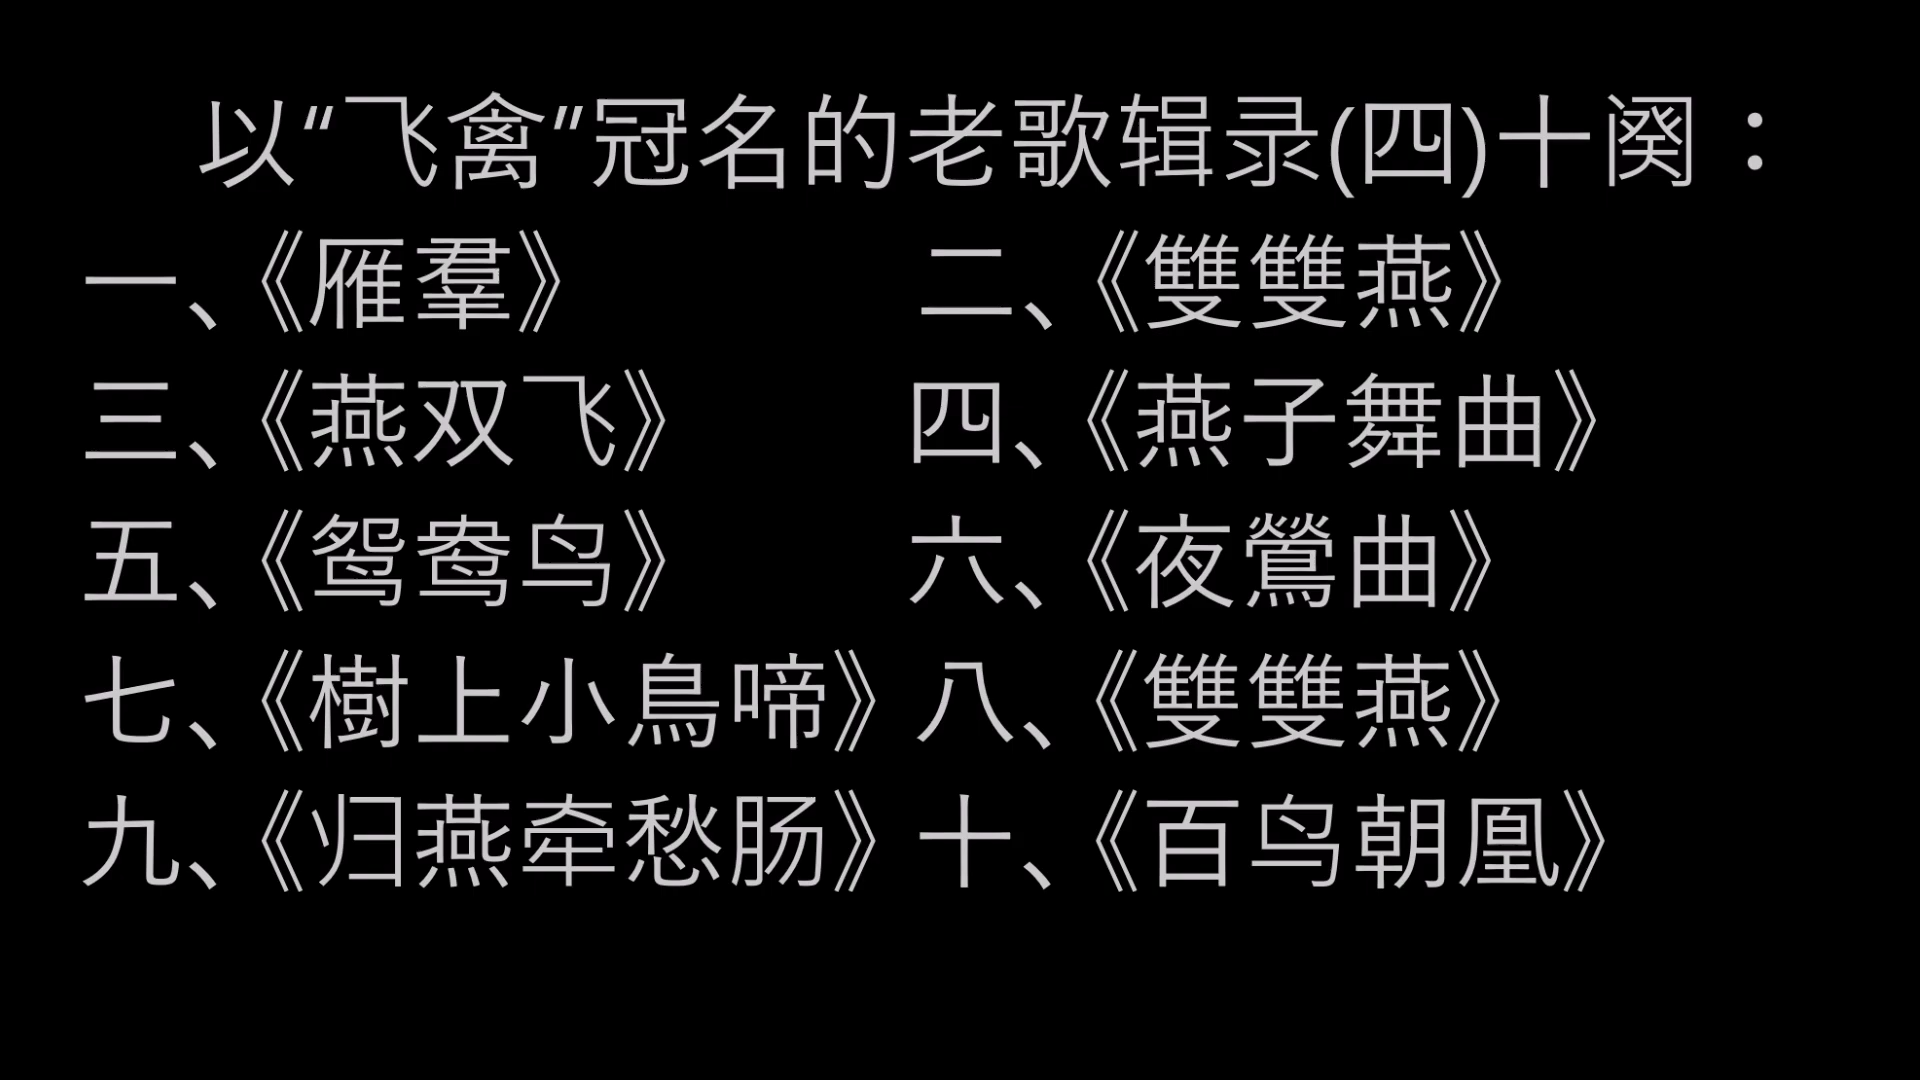 以“飞禽”冠名的老歌辑录(四)十阕：
一、《雁羣》 二、《雙雙燕》
三、《燕双飞》 四、《燕子舞曲》
五、《鸳鸯鸟》 六、《夜鶯曲》
七、《樹上小鳥啼》 八、《雙雙燕》
九、《归燕牵愁肠》 十、《百鸟朝凰》